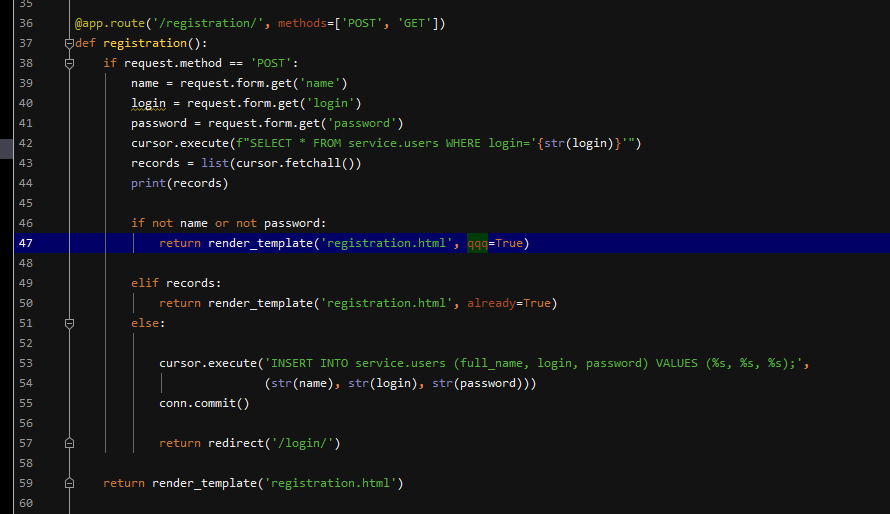 35
36 @app.route('/registration/', methods=['POST', 'GET'])
37 def registration():
38     if request.method == 'POST':
39         name = request.form.get('name')
40         login = request.form.get('login')
41         password = request.form.get('password')
42         cursor.execute(f"SELECT * FROM service.users WHERE login='{str(login)}'")
43         records = list(cursor.fetchall())
44         print(records)
45
46         if not name or not password:
47             return render_template('registration.html', qqq=True)
48
49         elif records:
50             return render_template('registration.html', already=True)
51         else:
52
53             cursor.execute('INSERT INTO service.users (full_name, login, password) VALUES (%s, %s, %s);',
54                            (str(name), str(login), str(password)))
55             conn.commit()
56
57             return redirect('/login/')
58
59     return render_template('registration.html')
60